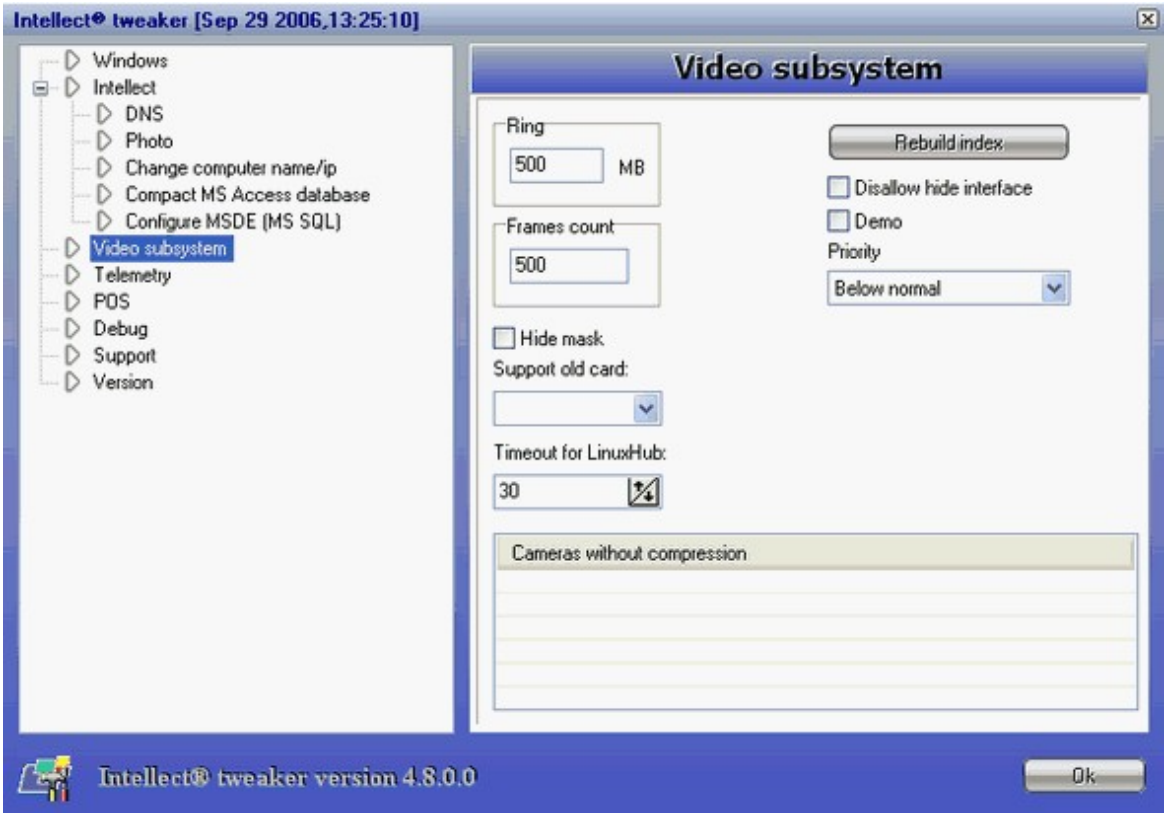 Intellect® tweaker [Sep 29 2006,13:25:10]
Windows
Intellect
DNS
Photo
Change computer name/ip
Compact MS Access database
Configure MSDE (MS SQL)
Video subsystem
Telemetry
POS
Debug
Support
Version
Video subsystem
Ring
500 MB
Frames count
500
Hide mask
Support old card:
Timeout for LinuxHub:
30
Rebuild index
Disallow hide interface
Demo
Priority
Below normal
Cameras without compression
Intellect® tweaker version 4.8.0.0
Ok